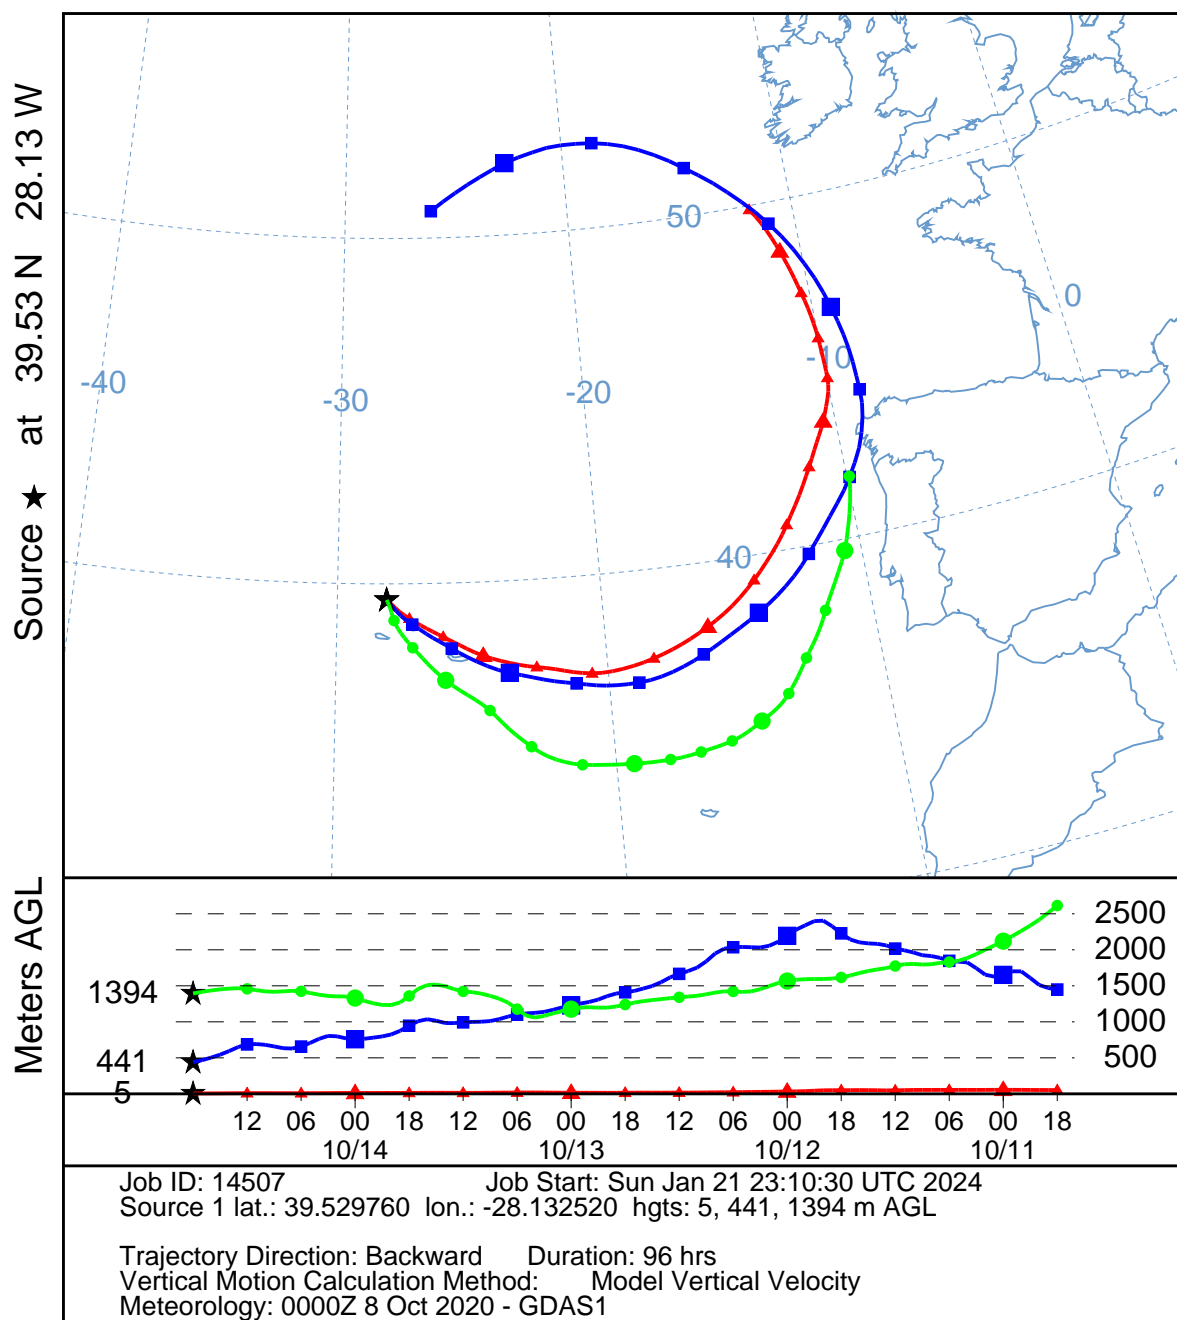 Source ★ at 39.53 N 28.13 W
50
0
-10
-40
-30
-20
40
Meters AGL
2500
2000
1500
1000
500
1394
441
5
12 06 00 18 12 06 00 18 12 06 00 18 12 06 00 18
10/14 10/13 10/12 10/11
Job ID: 14507 Job Start: Sun Jan 21 23:10:30 UTC 2024
Source 1 lat.: 39.529760 lon.: -28.132520 hgts: 5, 441, 1394 m AGL
Trajectory Direction: Backward Duration: 96 hrs
Vertical Motion Calculation Method: Model Vertical Velocity
Meteorology: 0000Z 8 Oct 2020 - GDAS1